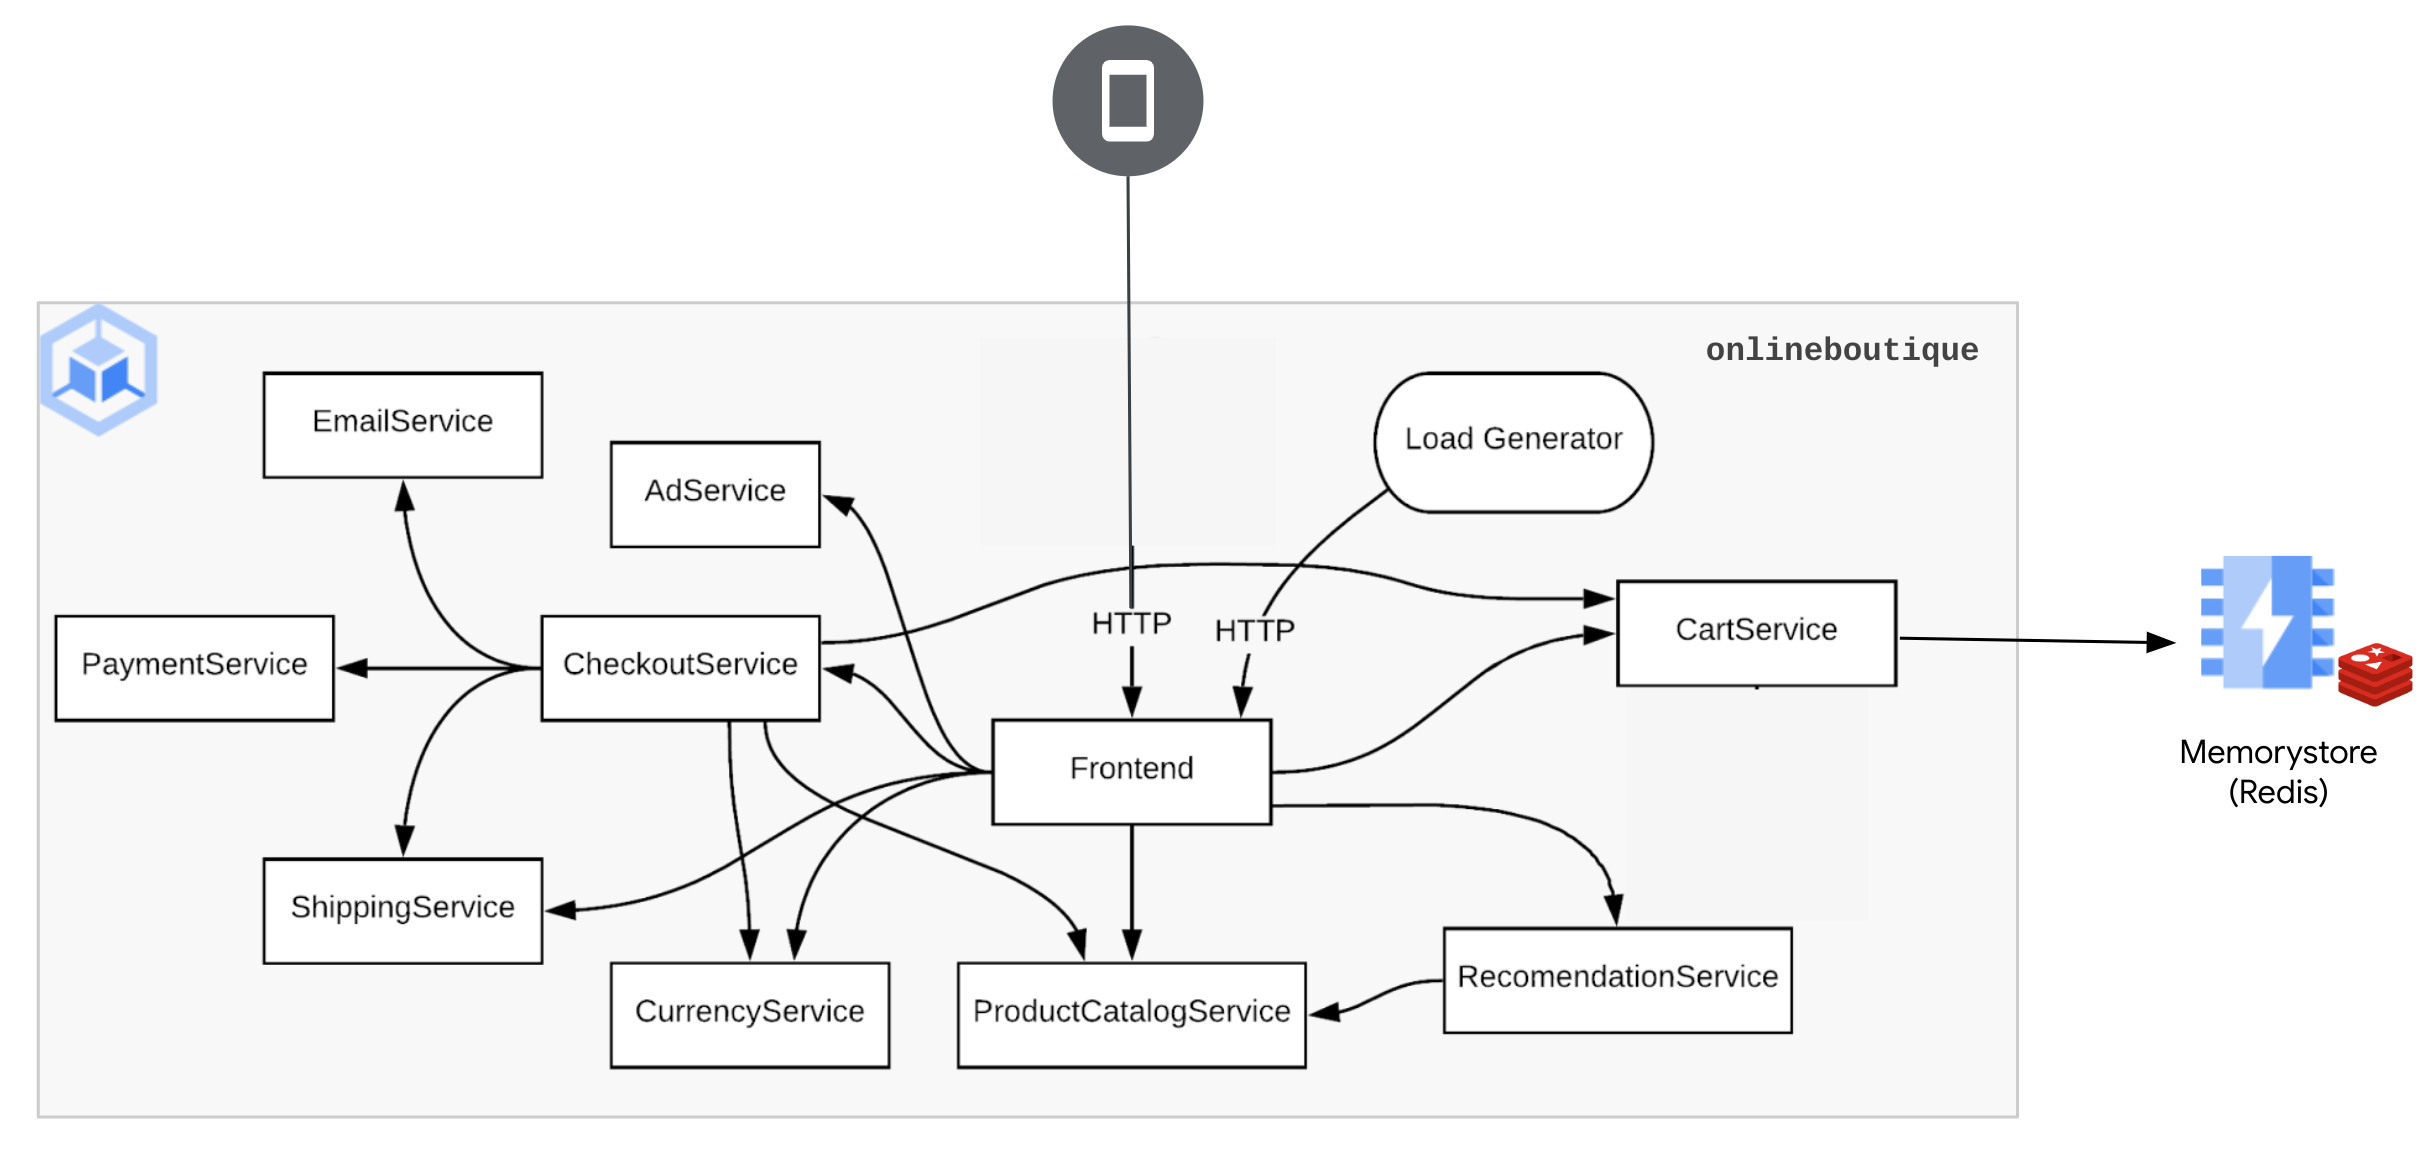 onlineboutique
EmailService
Load Generator
AdService
HTTP
HTTP
CartService
PaymentService
CheckoutService
Frontend
Memorystore
(Redis)
ShippingService
RecomendationService
CurrencyService
ProductCatalogService